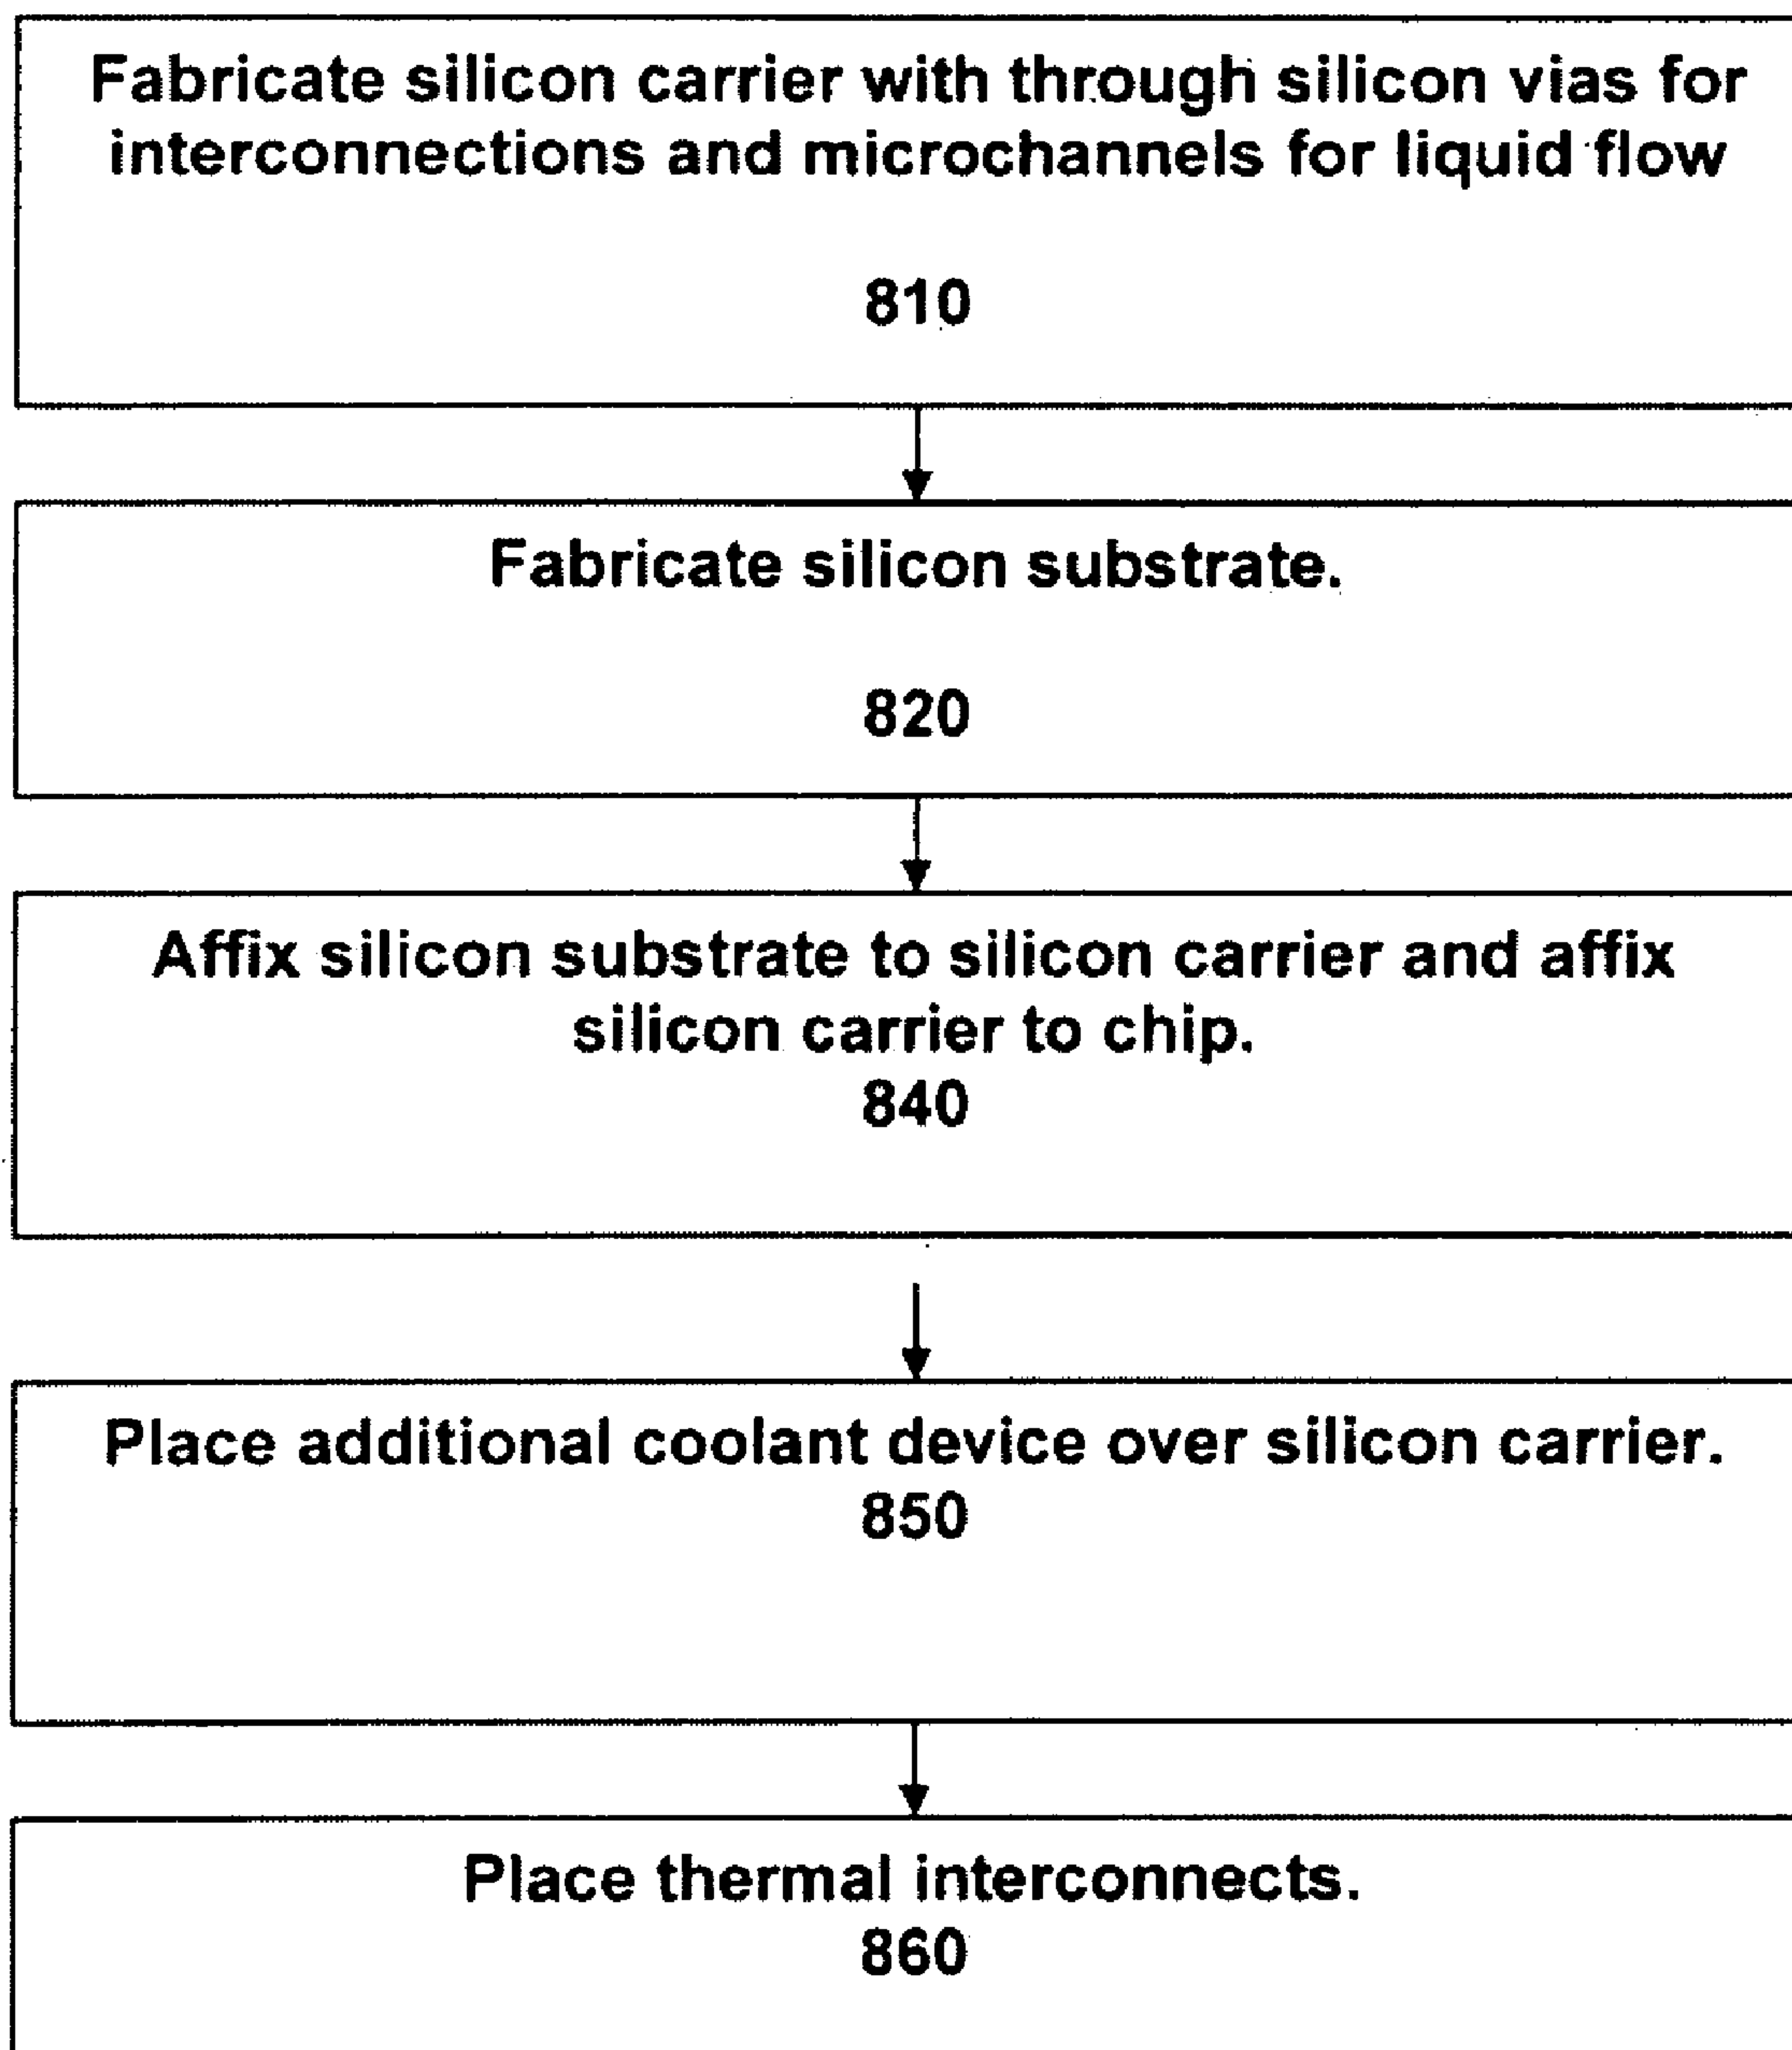 Fabricate silicon carrier with through silicon vias for
interconnections and microchannels for liquid flow
810
Fabricate silicon substrate.
820
Affix silicon substrate to silicon carrier and affix
silicon carrier to chip.
840
Place additional coolant device over silicon carrier.
850
Place thermal interconnects.
860